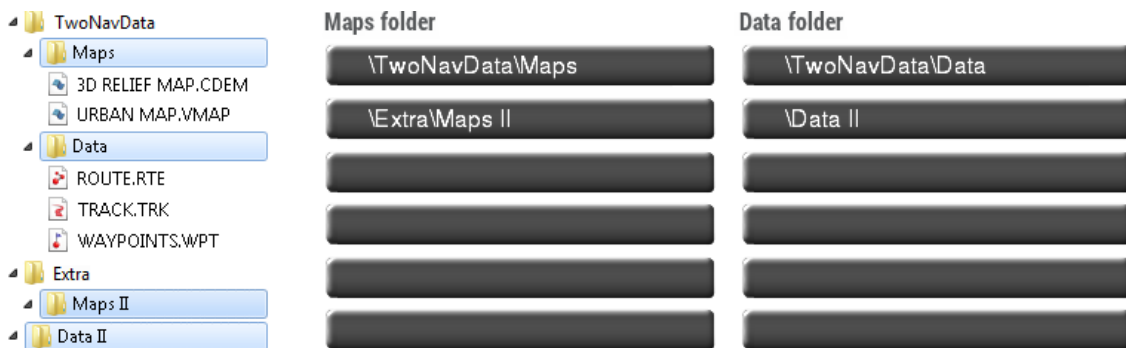 TwoNavData
Maps
3D RELIEF MAP.CDEM
URBAN MAP.VMAP
Data
ROUTE.RTE
TRACK.TRK
WAYPOINTS.WPT
Extra
Maps II
Data II
Maps folder
\TwoNavData\Maps
\Extra\Maps II
Data folder
\TwoNavData\Data
\Data II